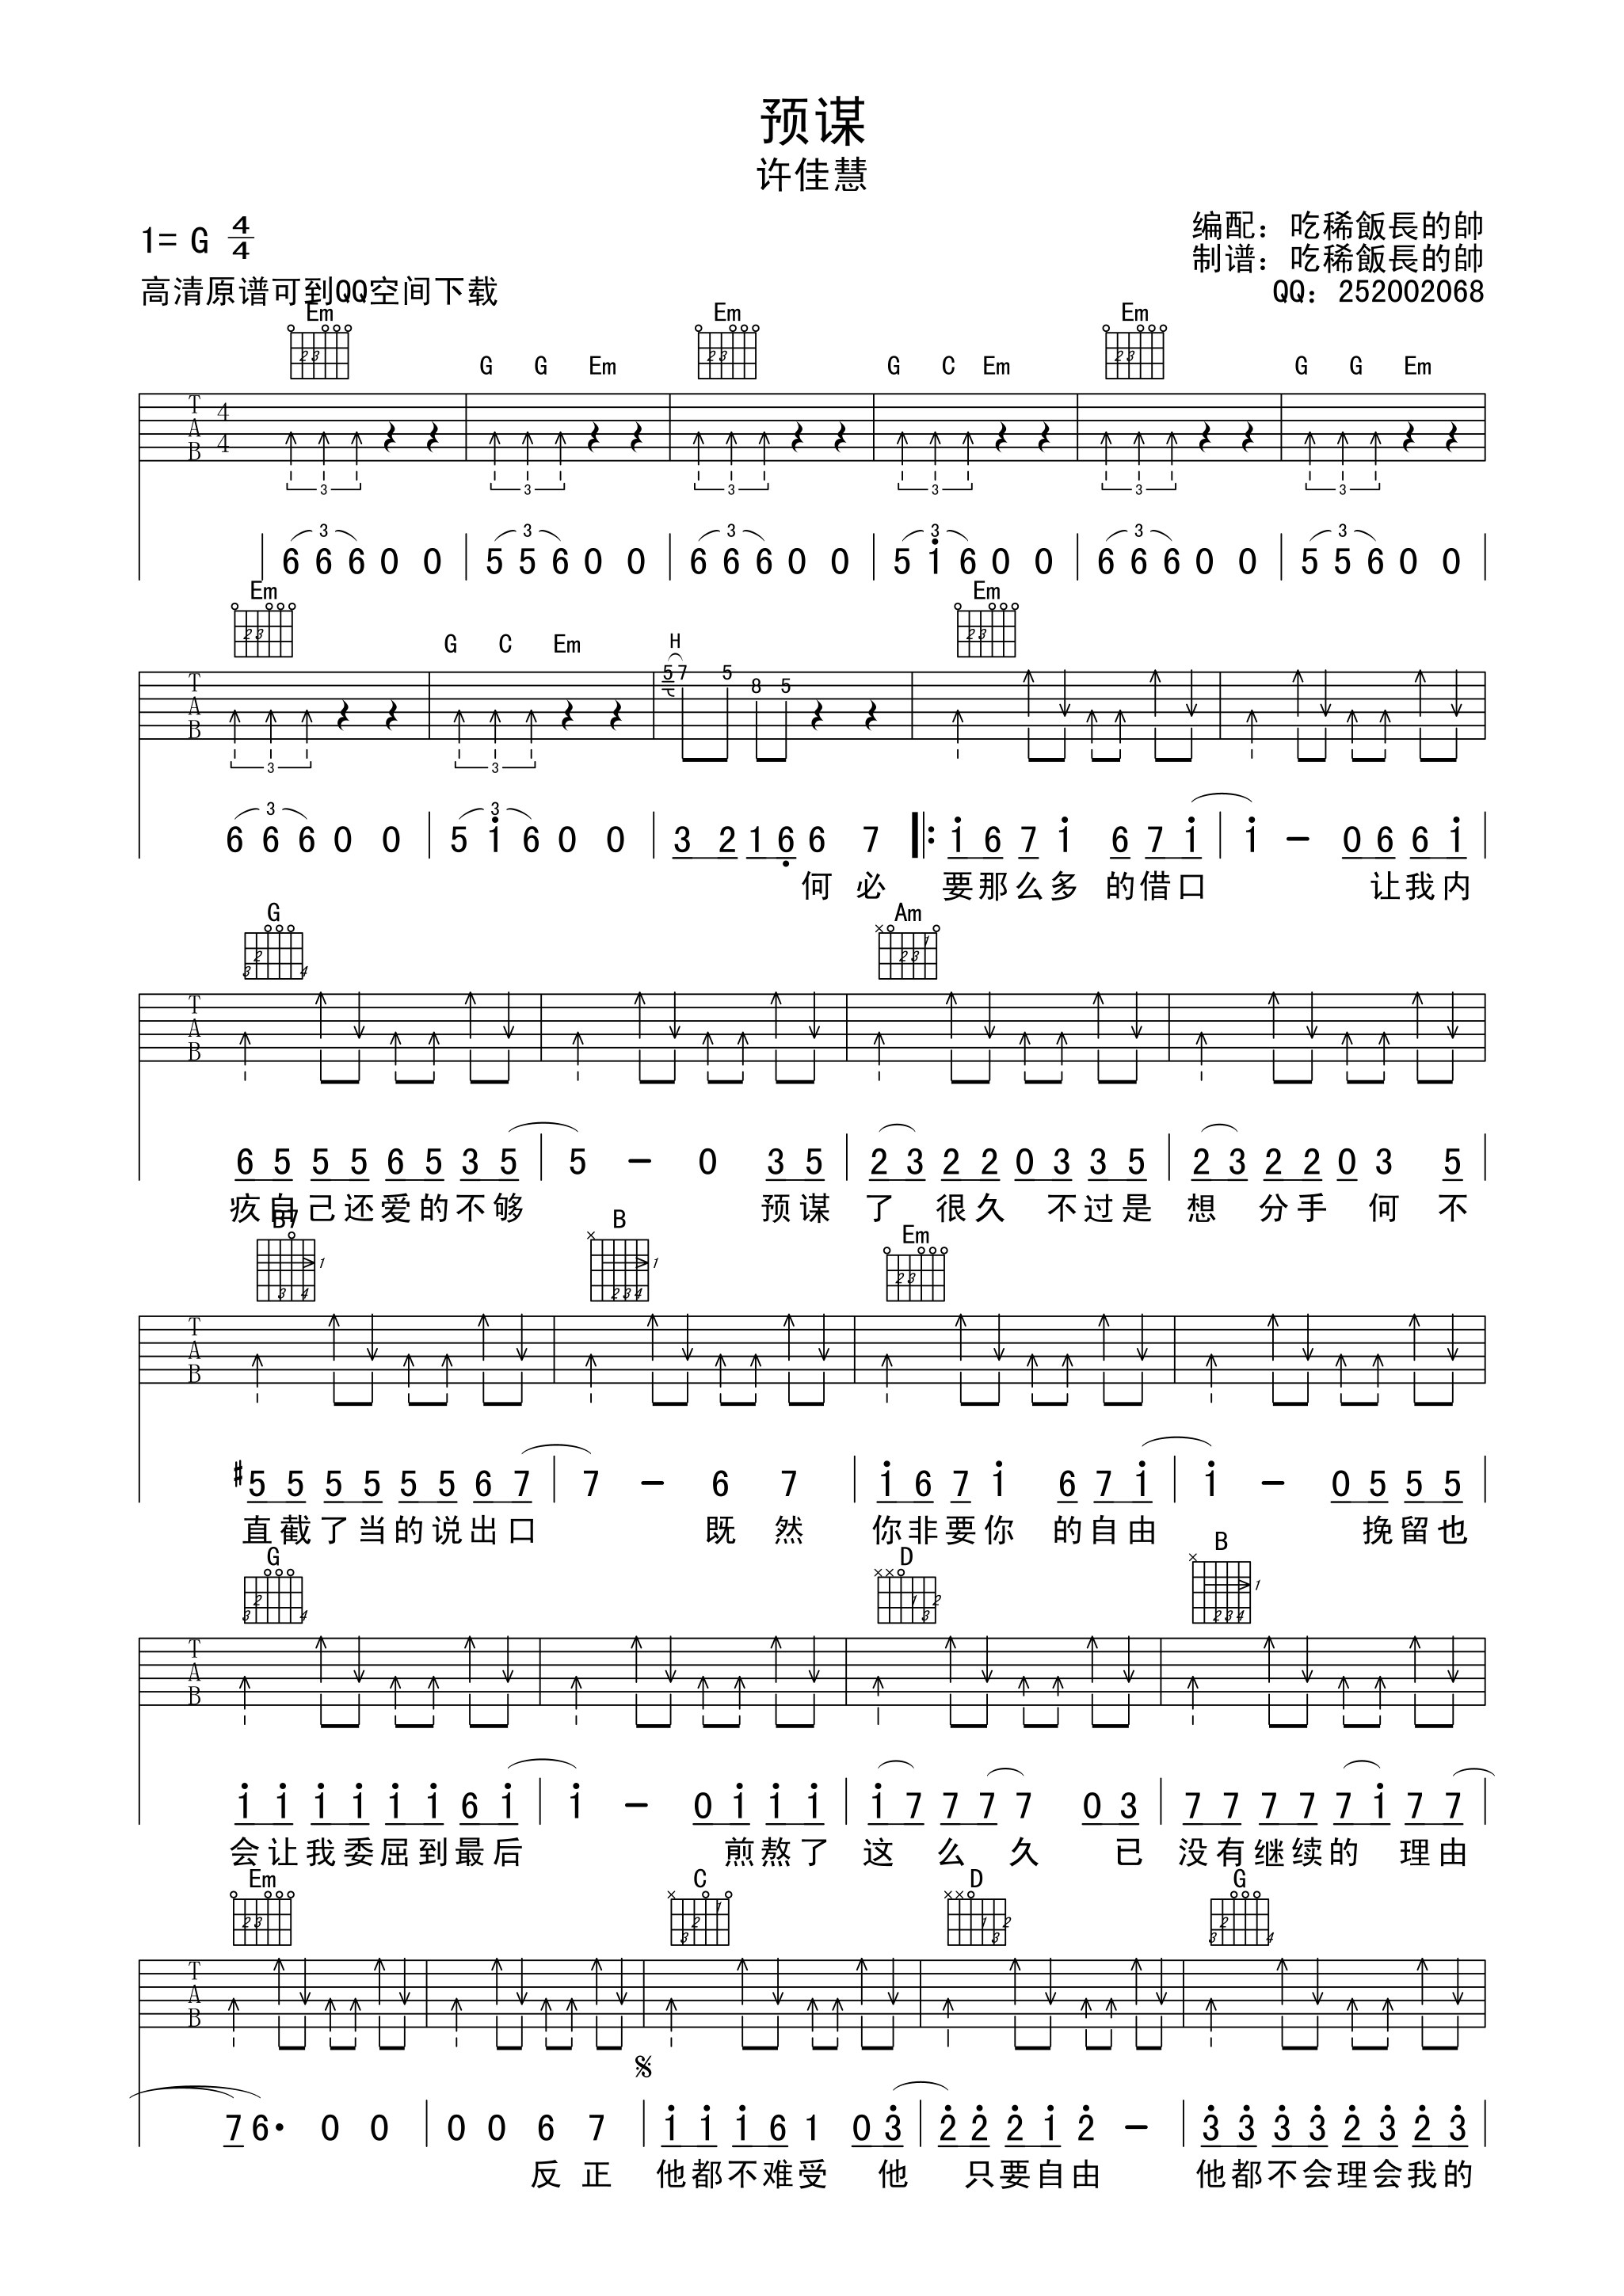 预谋
许佳慧
1= G 4/4
编配：吃稀飯長的帥
制谱：吃稀飯長的帥
高清原谱可到QQ空间下载
QQ：252002068
Em G G Em Em G C Em Em G G Em
T A B 4 4
3 3 3 3 3 3
6 6 6 0 0 5 5 6 0 0 6 6 6 0 0 5 i 6 0 0 6 6 6 0 0 5 5 6 0 0
Em G C Em H Em
T A B 5 7 5 8 5
3 3
6 6 6 0 0 5 i 6 0 0 3 2 1 6 6 7 i 6 7 i 6 7 i i - 0 6 6 i
何必 要那么多 的借口 让我内
G Am
T A B
6 5 5 5 6 5 3 5 5 - 0 3 5 2 3 2 2 0 3 3 5 2 3 2 2 0 3 5
疚自己还爱的不够 预谋 了 很久 不过是 想 分手 何 不
B7 B Em
T A B
#5 5 5 5 5 5 6 7 7 - 6 7 i 6 7 i 6 7 i i - 0 5 5 5
直截了当的说出口 既然 你非要你 的自由 挽留也
G D B
T A B
i i i i i i 6 i i - 0 i i i i 7 7 7 7 0 3 7 7 7 7 7 i 7 7
会让我委屈到最后 煎熬了 这 么 久 已 没有继续的 理由
Em C D G
T A B
7 6· 0 0 0 0 6 7 i i i 6 1 0 3 2 2 2 i 2 - 3 3 3 3 2 3 2 3
反正 他都不难受 他 只要自由 他都不会理会我的